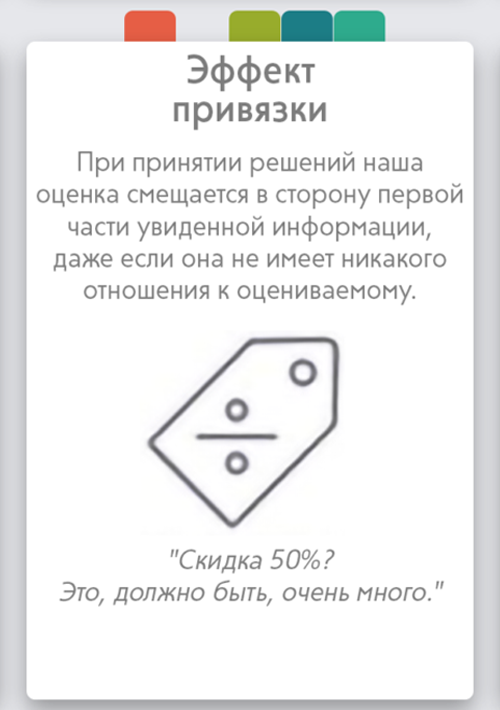 Эффект
привязки
При принятии решений наша
оценка смещается в сторону первой
части увиденной информации,
даже если она не имеет никакого
отношения к оцениваемому.
"Скидка 50%?
Это, должно быть, очень много."